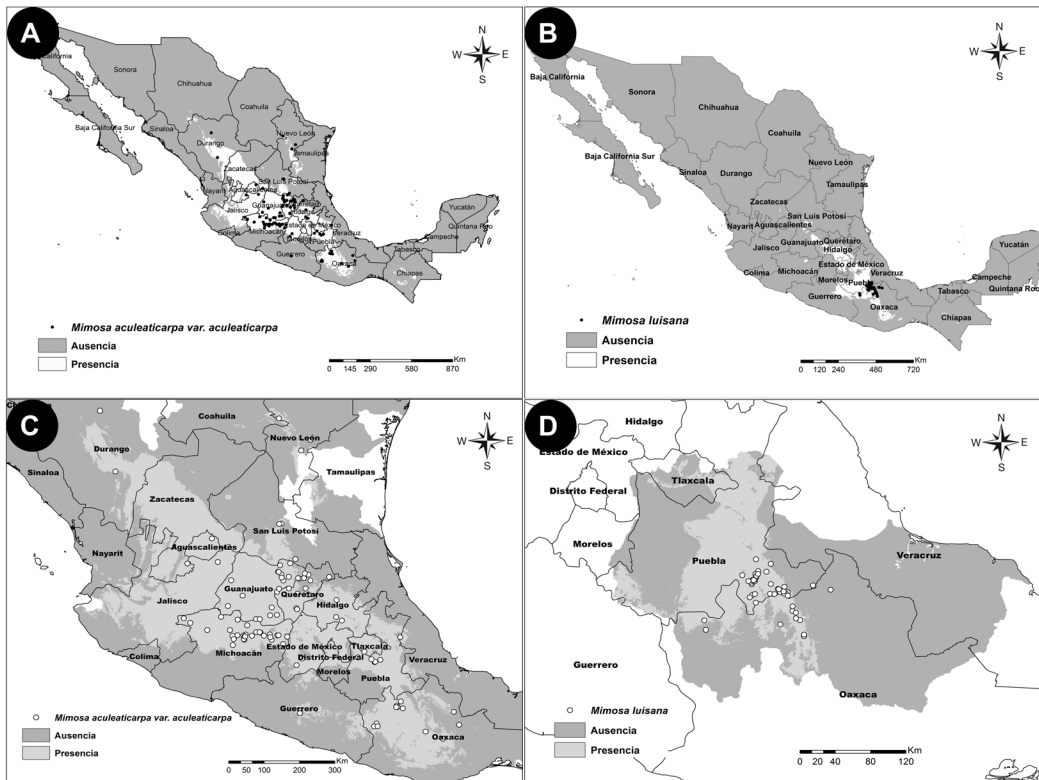 A
N
W E
S
California
Sonora
Chihuahua
Coahuila
Baja California Sur
Sinaloa
Durango
Nuevo León
Tamaulipas
Zacatecas
San Luis Potosí
Nayarit
Aguascalientes
Jalisco
Guanajuato
Hidalgo
Colima
Michoacán
Estado de México
Veracruz
Puebla
Guerrero
Oaxaca
Tabasco
Chiapas
Campeche
Yucatán
Quintana Roo
Mimosa aculeaticarpa var. aculeaticarpa
Ausencia
Presencia
Km
0 145 290 580 870
B
N
W E
S
Baja California
Sonora
Chihuahua
Coahuila
Baja California Sur
Sinaloa
Durango
Nuevo León
Tamaulipas
Zacatecas
San Luis Potosí
Nayarit
Aguascalientes
Jalisco
Guanajuato
Querétaro
Hidalgo
Colima
Michoacán
Estado de México
Morelos
Puebla
Veracruz
Guerrero
Oaxaca
Tabasco
Chiapas
Campeche
Yucatán
Quintana Roo
Mimosa luisana
Ausencia
Presencia
Km
0 120 240 480 720
C
N
W E
S
Coahuila
Nuevo León
Durango
Sinaloa
Tamaulipas
Zacatecas
San Luis Potosí
Nayarit
Aguascalientes
Jalisco
Guanajuato
Querétaro
Hidalgo
Colima
Michoacán
Estado de México
Tlaxcala
Distrito Federal
Morelos
Puebla
Veracruz
Guerrero
Oaxaca
Mimosa aculeaticarpa var. aculeaticarpa
Ausencia
Presencia
Km
0 50 100 200 300
D
N
W E
S
Hidalgo
Estado de México
Tlaxcala
Distrito Federal
Morelos
Puebla
Veracruz
Guerrero
Oaxaca
Mimosa luisana
Ausencia
Presencia
Km
0 20 40 80 120